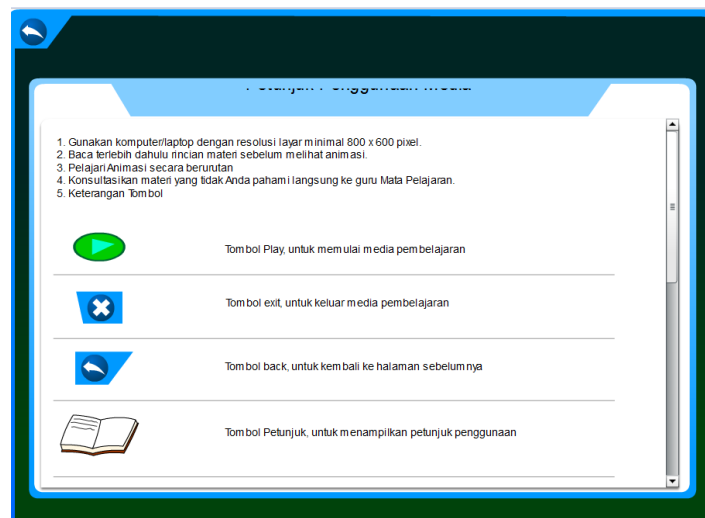 Petunjuk Penggunaan Media
1. Gunakan komputer/laptop dengan resolusi layar minimal 800 x 600 pixel.
2. Baca terlebih dahulu rincian materi sebelum melihat animasi.
3. Pelajari Animasi secara berurutan
4. Konsultasikan materi yang tidak Anda pahami langsung ke guru Mata Pelajaran.
5. Keterangan Tombol
Tombol Play, untuk memulai media pembelajaran
Tombol exit, untuk keluar media pembelajaran
Tombol back, untuk kembali ke halaman sebelumnya
Tombol Petunjuk, untuk menampilkan petunjuk penggunaan